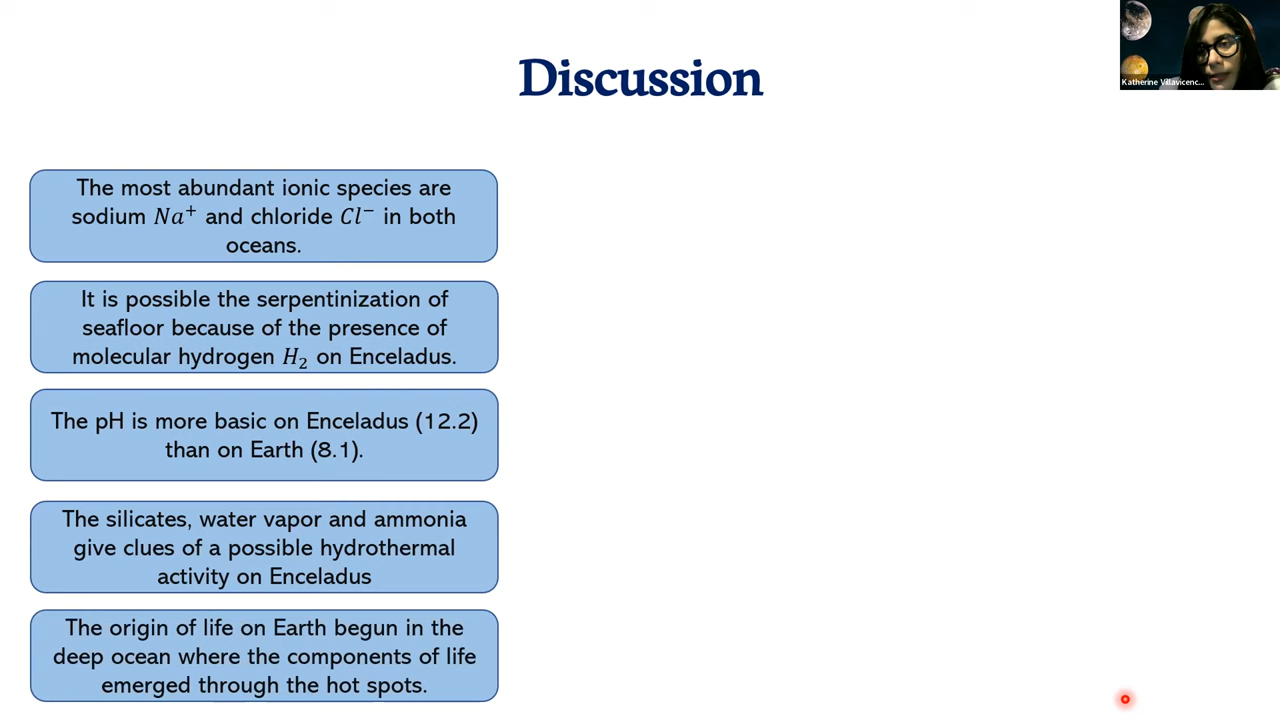 Discussion
Katherine Villavicenc...
The most abundant ionic species are
sodium Na⁺ and chloride Cl⁻ in both
oceans.
It is possible the serpentinization of
seafloor because of the presence of
molecular hydrogen H₂ on Enceladus.
The pH is more basic on Enceladus (12.2)
than on Earth (8.1).
The silicates, water vapor and ammonia
give clues of a possible hydrothermal
activity on Enceladus
The origin of life on Earth begun in the
deep ocean where the components of life
emerged through the hot spots.